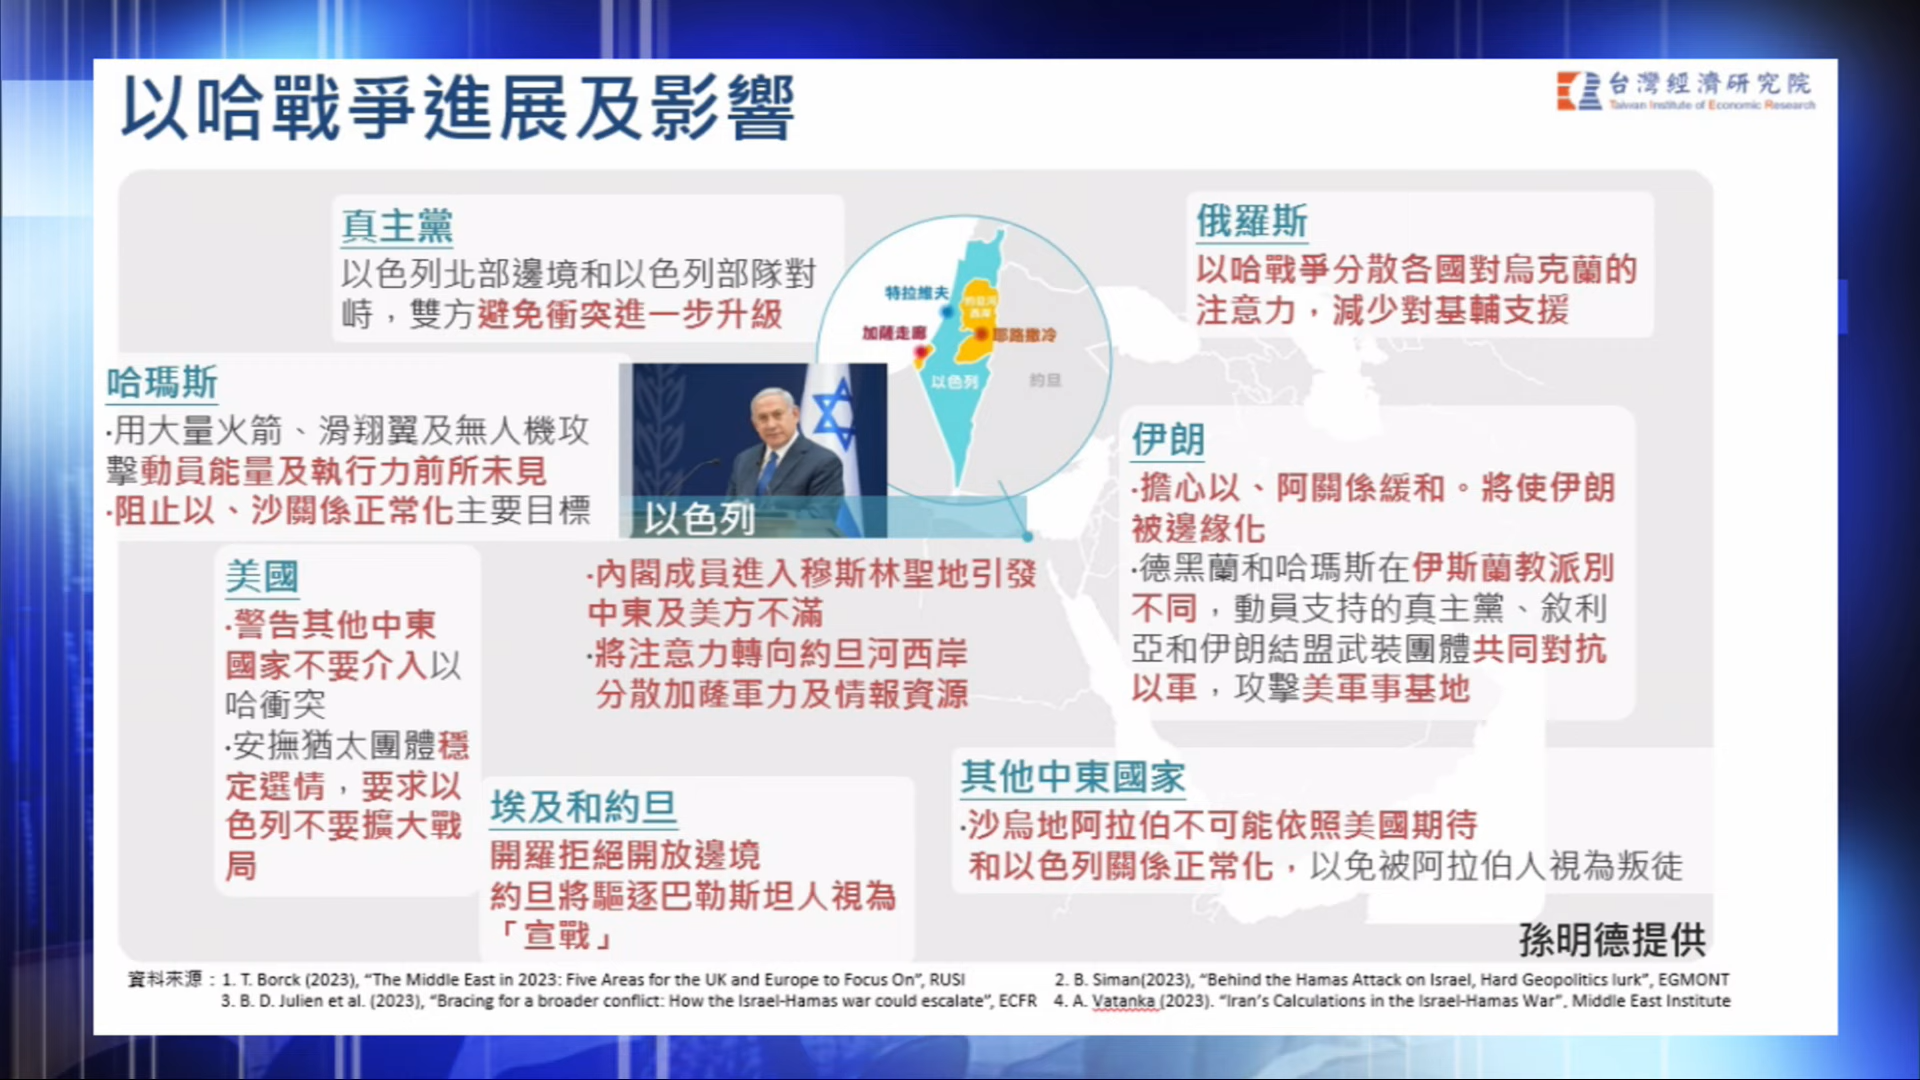 以哈戰爭進展及影響
台灣經濟研究院
Taiwan Institute of Economic Research
真主黨
以色列北部邊境和以色列部隊對
峙，雙方避免衝突進一步升級
俄羅斯
以哈戰爭分散各國對烏克蘭的
注意力，減少對基輔支援
特拉維夫
約旦河
西岸
加薩走廊
耶路撒冷
以色列
約旦
哈瑪斯
·用大量火箭、滑翔翼及無人機攻
擊動員能量及執行力前所未見
·阻止以、沙關係正常化主要目標
以色列
·內閣成員進入穆斯林聖地引發
中東及美方不滿
·將注意力轉向約旦河西岸
分散加薩軍力及情報資源
伊朗
·擔心以、阿關係緩和。將使伊朗
被邊緣化
·德黑蘭和哈瑪斯在伊斯蘭教派別
不同，動員支持的真主黨、敘利
亞和伊朗結盟武裝團體共同對抗
以軍，攻擊美軍事基地
美國
·警告其他中東
國家不要介入以
哈衝突
·安撫猶太團體穩
定選情，要求以
色列不要擴大戰
局
埃及和約旦
開羅拒絕開放邊境
約旦將驅逐巴勒斯坦人視為
「宣戰」
其他中東國家
·沙烏地阿拉伯不可能依照美國期待
和以色列關係正常化，以免被阿拉伯人視為叛徒
孫明德提供
資料來源：1. T. Borck (2023), “The Middle East in 2023: Five Areas for the UK and Europe to Focus On”, RUSI
2. B. Siman(2023), “Behind the Hamas Attack on Israel, Hard Geopolitics lurk”, EGMONT
3. B. D. Julien et al. (2023), “Bracing for a broader conflict: How the Israel-Hamas war could escalate”, ECFR
4. A. Vatanka (2023). “Iran’s Calculations in the Israel-Hamas War”, Middle East Institute